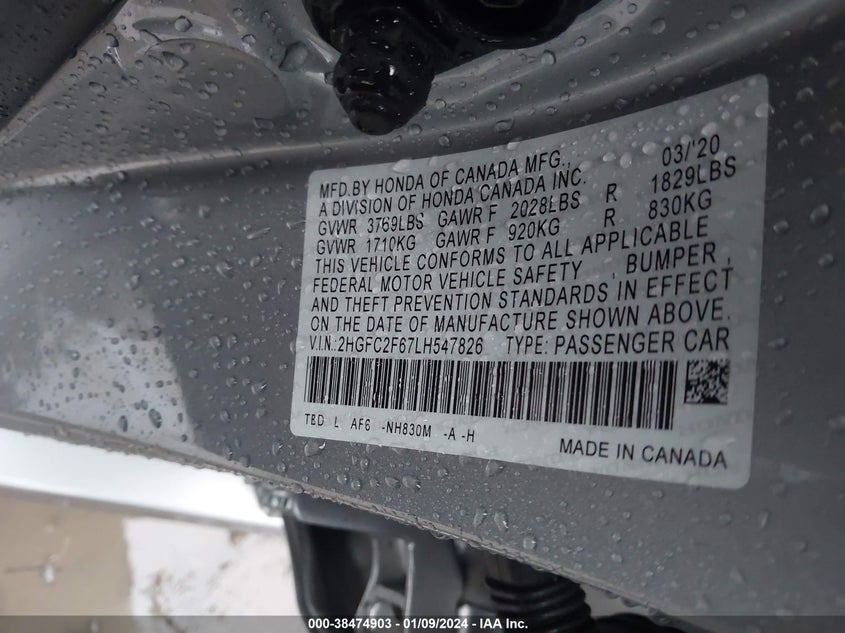 MFD.BY HONDA OF CANADA MFG., 03/'20
A DIVISION OF HONDA CANADA INC.
GVWR 3769LBS GAWR F 2028LBS R 1829LBS
GVWR 1710KG GAWR F 920KG R 830KG
THIS VEHICLE CONFORMS TO ALL APPLICABLE
FEDERAL MOTOR VEHICLE SAFETY , BUMPER ,
AND THEFT PREVENTION STANDARDS IN EFFECT
ON THE DATE OF MANUFACTURE SHOWN ABOVE.
V.I.N.:2HGFC2F67LH547826 TYPE: PASSENGER CAR
TBD L AF6 -NH830M -A -H
MADE IN CANADA
000-38474903 - 01/09/2024 - IAA Inc.